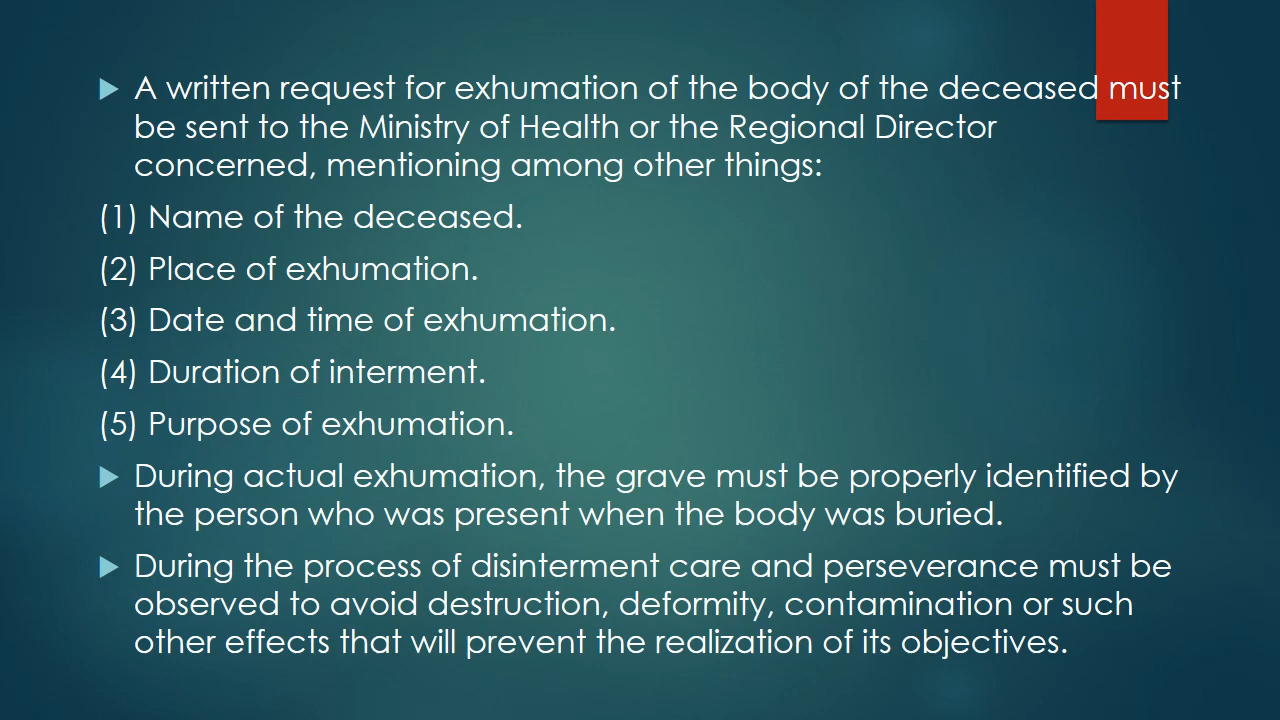 A written request for exhumation of the body of the deceased must
be sent to the Ministry of Health or the Regional Director
concerned, mentioning among other things:
(1) Name of the deceased.
(2) Place of exhumation.
(3) Date and time of exhumation.
(4) Duration of interment.
(5) Purpose of exhumation.
During actual exhumation, the grave must be properly identified by
the person who was present when the body was buried.
During the process of disinterment care and perseverance must be
observed to avoid destruction, deformity, contamination or such
other effects that will prevent the realization of its objectives.